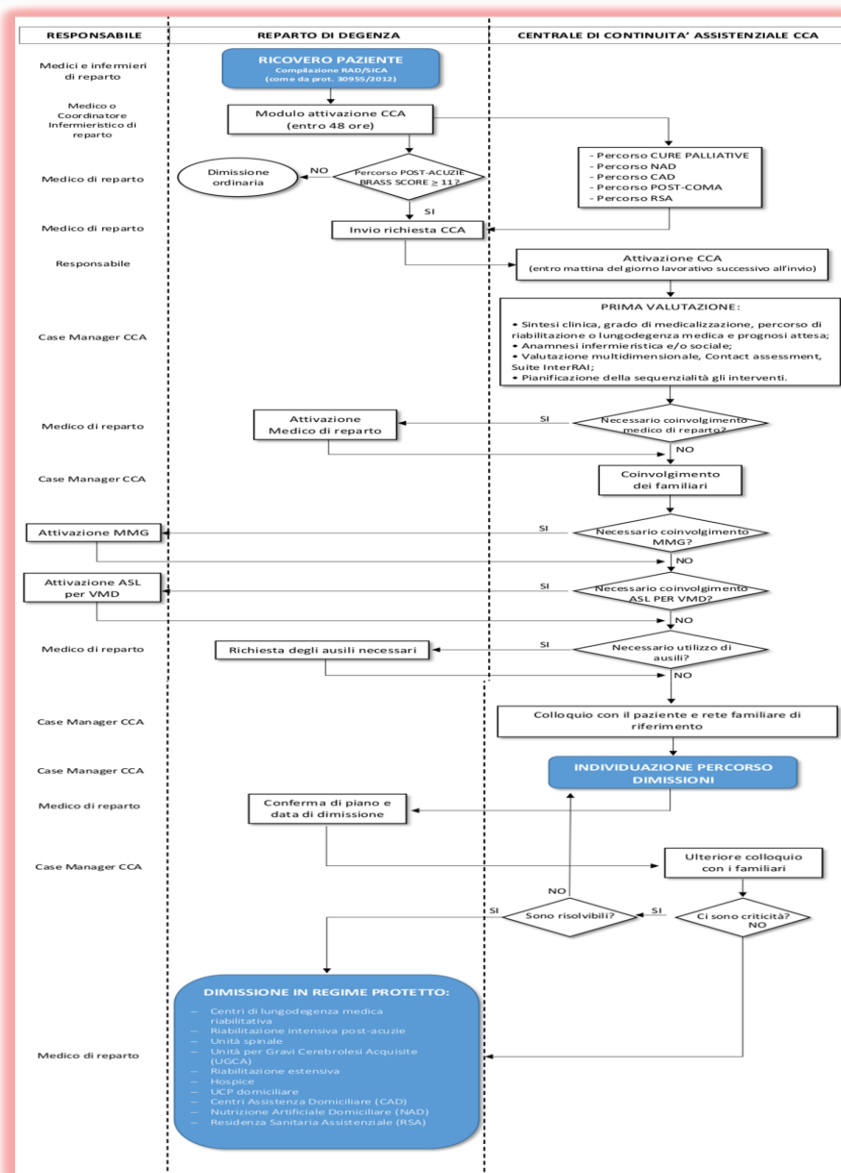 RESPONSABILE
REPARTO DI DEGENZA
CENTRALE DI CONTINUITA' ASSISTENZIALE CCA
Medici e infermieri
di reparto
RICOVERO PAZIENTE
Compilazione RAD/SICA
(come da prot. 30955/2012)
Medico o
Coordinatore
Infermieristico di
reparto
Modulo attivazione CCA
(entro 48 ore)
- Percorso CURE PALLIATIVE
- Percorso NAD
- Percorso CAD
- Percorso POST-COMA
- Percorso RSA
Medico di reparto
Dimissione
ordinaria
NO
Percorso POST-ACUZIE
BRASS SCORE ≥ 11?
SI
Medico di reparto
Invio richiesta CCA
Responsabile
Attivazione CCA
(entro mattina del giorno lavorativo successivo all'invio)
Case Manager CCA
PRIMA VALUTAZIONE:
• Sintesi clinica, grado di medicalizzazione, percorso di
riabilitazione o lungodegenza medica e prognosi attesa;
• Anamnesi infermieristica e/o sociale;
• Valutazione multidimensionale, Contact assessment,
Suite InterRAI;
• Pianificazione della sequenzialità gli interventi.
Medico di reparto
Attivazione
Medico di reparto
SI
Necessario coinvolgimento
medico di reparto?
NO
Case Manager CCA
Coinvolgimento
dei familiari
Attivazione MMG
SI
Necessario coinvolgimento
MMG?
NO
Attivazione ASL
per VMD
SI
Necessario coinvolgimento
ASL PER VMD?
NO
Medico di reparto
Richiesta degli ausili necessari
SI
Necessario utilizzo di
ausili?
NO
Case Manager CCA
Colloquio con il paziente e rete familiare di
riferimento
Case Manager CCA
INDIVIDUAZIONE PERCORSO
DIMISSIONI
Medico di reparto
Conferma di piano e
data di dimissione
Case Manager CCA
Ulteriore colloquio
con i familiari
NO
SI
Sono risolvibili?
SI
Ci sono criticità?
NO
Medico di reparto
DIMISSIONE IN REGIME PROTETTO:
– Centri di lungodegenza medica
riabilitativa
– Riabilitazione intensiva post-acuzie
– Unità spinale
– Unità per Gravi Cerebrolesi Acquisite
(UGCA)
– Riabilitazione estensiva
– Hospice
– UCP domiciliare
– Centri Assistenza Domiciliare (CAD)
– Nutrizione Artificiale Domiciliare (NAD)
– Residenza Sanitaria Assistenziale (RSA)